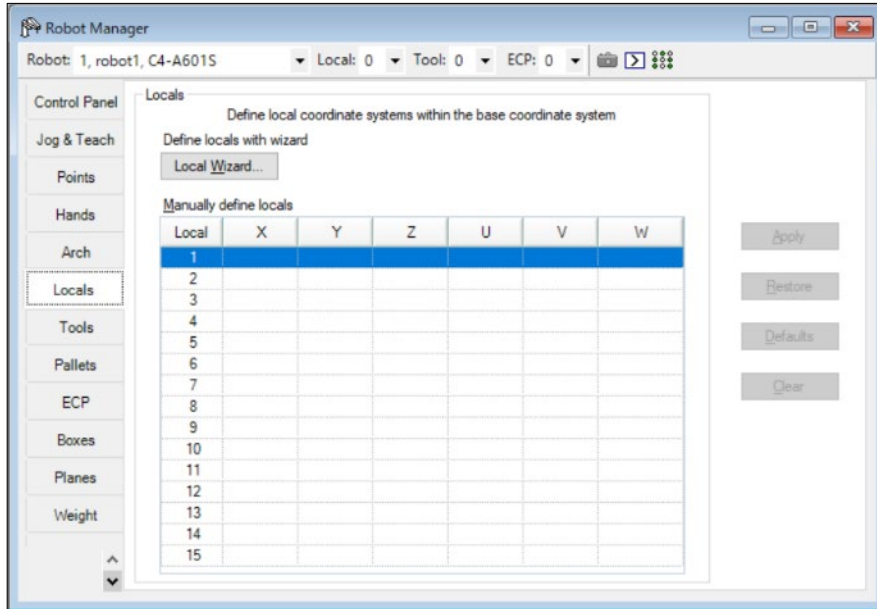 Robot Manager
Robot: 1, robot1, C4-A601S Local: 0 Tool: 0 ECP: 0
Control Panel
Jog & Teach
Points
Hands
Arch
Locals
Tools
Pallets
ECP
Boxes
Planes
Weight
Locals
Define local coordinate systems within the base coordinate system
Define locals with wizard
Local Wizard...
Manually define locals
Local X Y Z U V W
1
2
3
4
5
6
7
8
9
10
11
12
13
14
15
Apply
Restore
Defaults
Clear